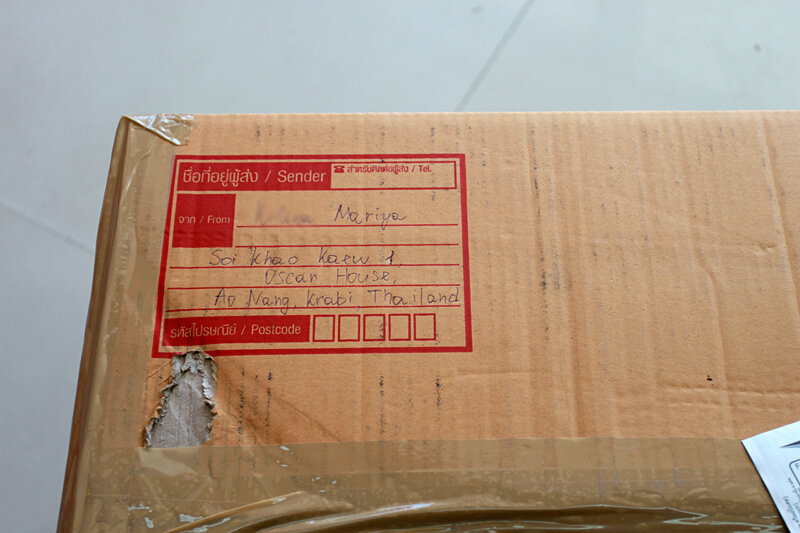 ชื่อที่อยู่ผู้ส่ง / Sender
☎ สำหรับติดต่อผู้ส่ง / Tel.
จาก / From Mariya
Soi Khao Kaew 1,
Oscar House,
Ao Nang, Krabi, Thailand
รหัสไปรษณีย์ / Postcode